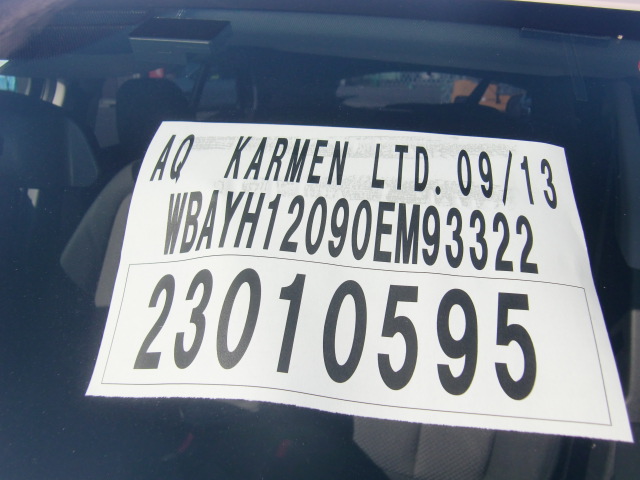 AQ KARMEN LTD. 09/13
WBAYH12090EM93322
23010595